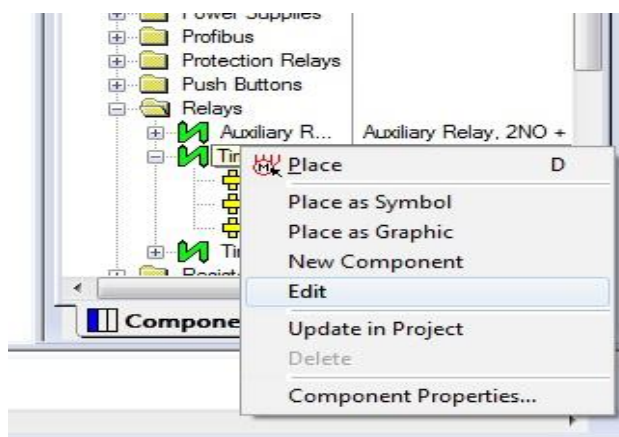 Power Supplies
Profibus
Protection Relays
Push Buttons
Relays
Auxiliary R... Auxiliary Relay, 2NO +
Place D
Place as Symbol
Place as Graphic
New Component
Edit
Update in Project
Delete
Component Properties...